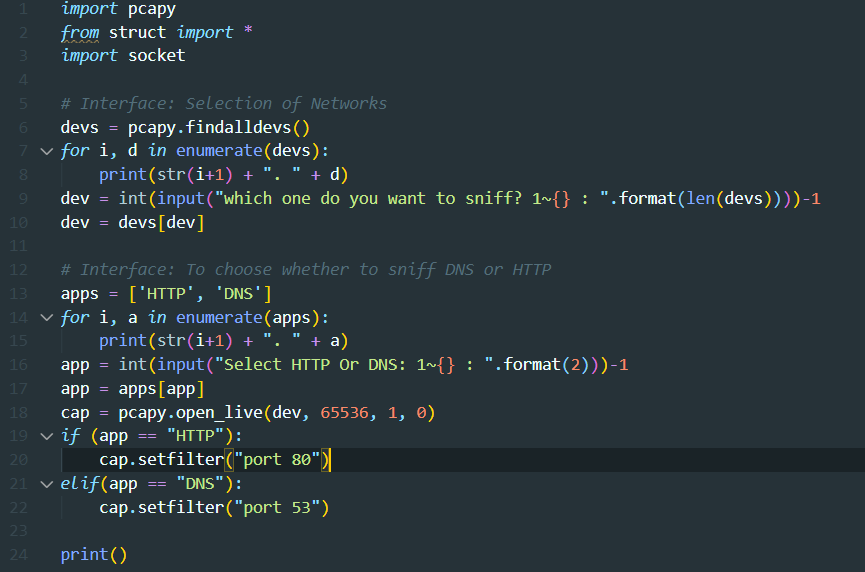 1 import pcapy
2 from struct import *
3 import socket
4
5 # Interface: Selection of Networks
6 devs = pcapy.findalldevs()
7 for i, d in enumerate(devs):
8 print(str(i+1) + ". " + d)
9 dev = int(input("which one do you want to sniff? 1~{} : ".format(len(devs))))-1
10 dev = devs[dev]
11
12 # Interface: To choose whether to sniff DNS or HTTP
13 apps = ['HTTP', 'DNS']
14 for i, a in enumerate(apps):
15 print(str(i+1) + ". " + a)
16 app = int(input("Select HTTP Or DNS: 1~{} : ".format(2)))-1
17 app = apps[app]
18 cap = pcapy.open_live(dev, 65536, 1, 0)
19 if (app == "HTTP"):
20 cap.setfilter("port 80")
21 elif(app == "DNS"):
22 cap.setfilter("port 53")
23
24 print()